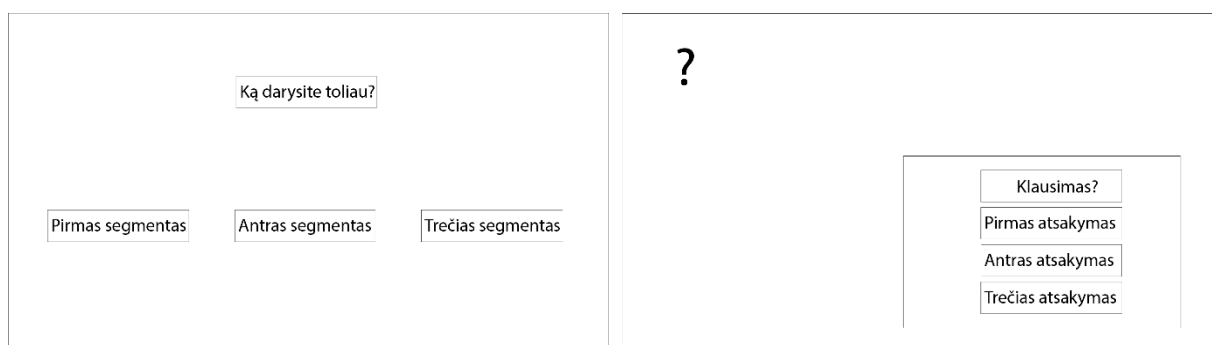 Ką darysite toliau?
Pirmas segmentas
Antras segmentas
Trečias segmentas
?
Klausimas?
Pirmas atsakymas
Antras atsakymas
Trečias atsakymas